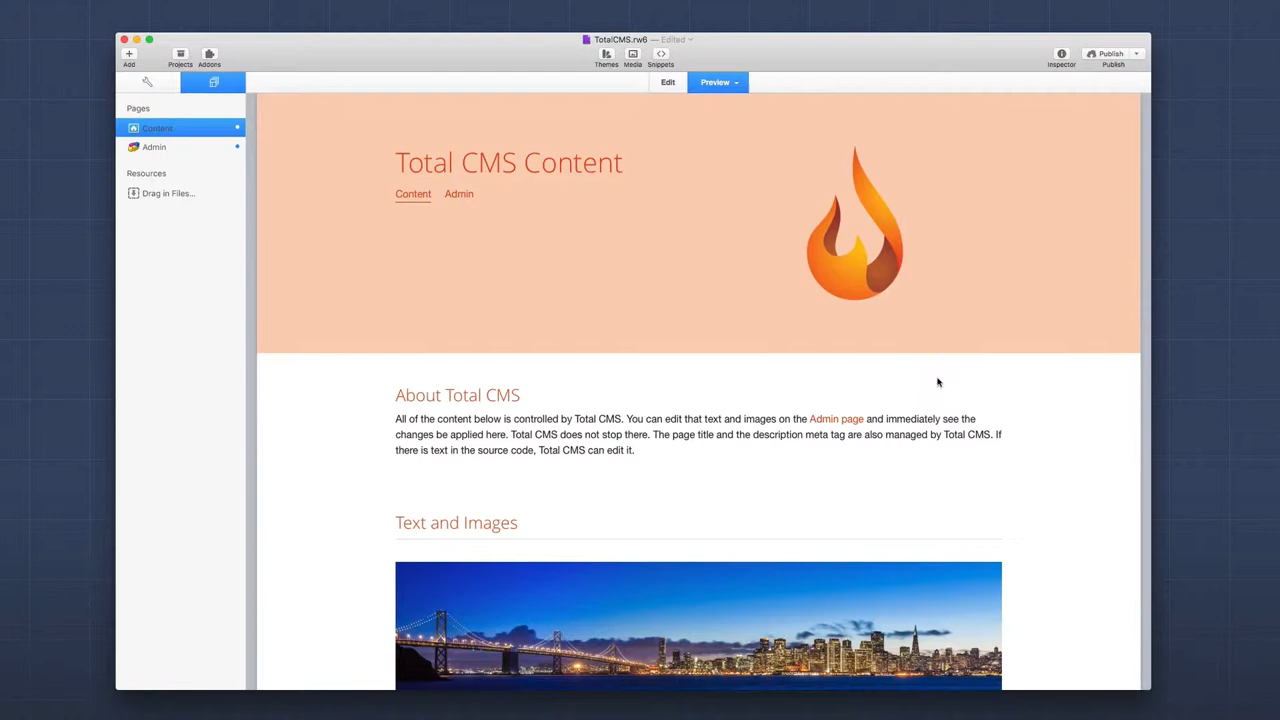 TotalCMS.rw6 — Edited
Add
Projects
Addons
Themes
Media
Snippets
Inspector
Publish
Publish
Edit
Preview
Pages
Content
Admin
Resources
Drag in Files...
Total CMS Content
Content Admin
About Total CMS
All of the content below is controlled by Total CMS. You can edit that text and images on the Admin page and immediately see the
changes be applied here. Total CMS does not stop there. The page title and the description meta tag are also managed by Total CMS. If
there is text in the source code, Total CMS can edit it.
Text and Images